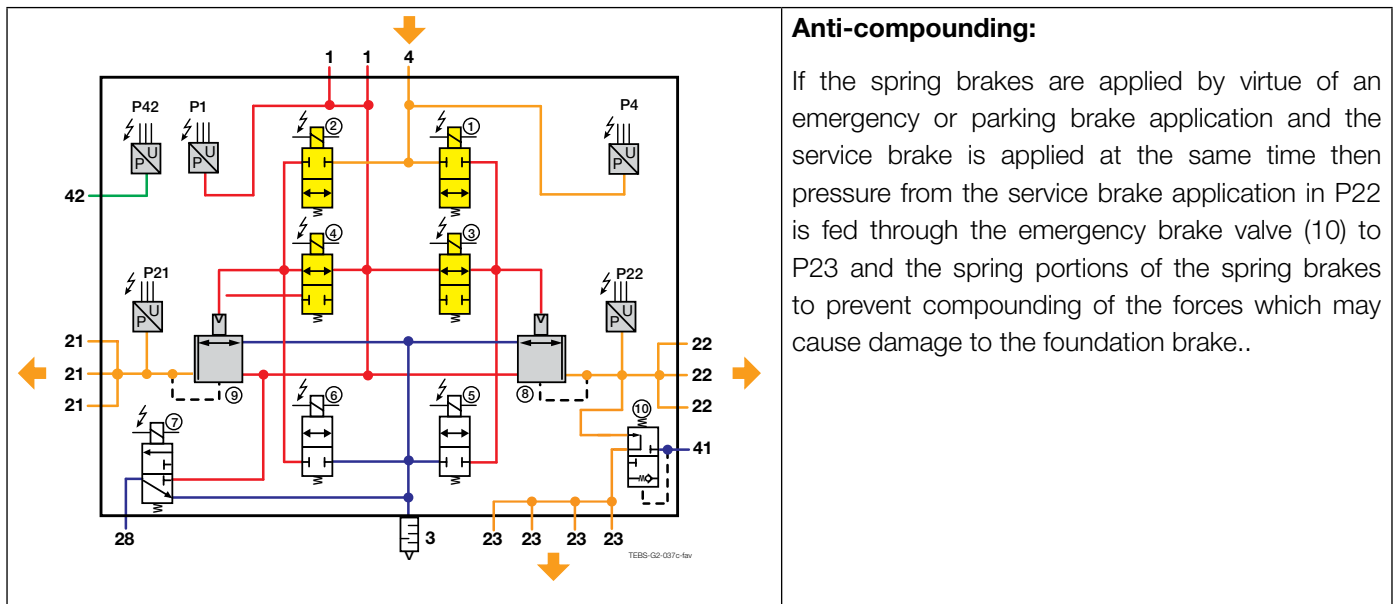 1 1 4
P42 P1 P4
② ①
P U P U U P
42
④ ③
P21 P22
P U U P
21 22
21 22
21 22
⑨ ⑧
⑥ ⑤
⑦ ⑩
41
28 3 23 23 23 23
TEBS-G2-037c-fav
Anti-compounding:
If the spring brakes are applied by virtue of an
emergency or parking brake application and the
service brake is applied at the same time then
pressure from the service brake application in P22
is fed through the emergency brake valve (10) to
P23 and the spring portions of the spring brakes
to prevent compounding of the forces which may
cause damage to the foundation brake..